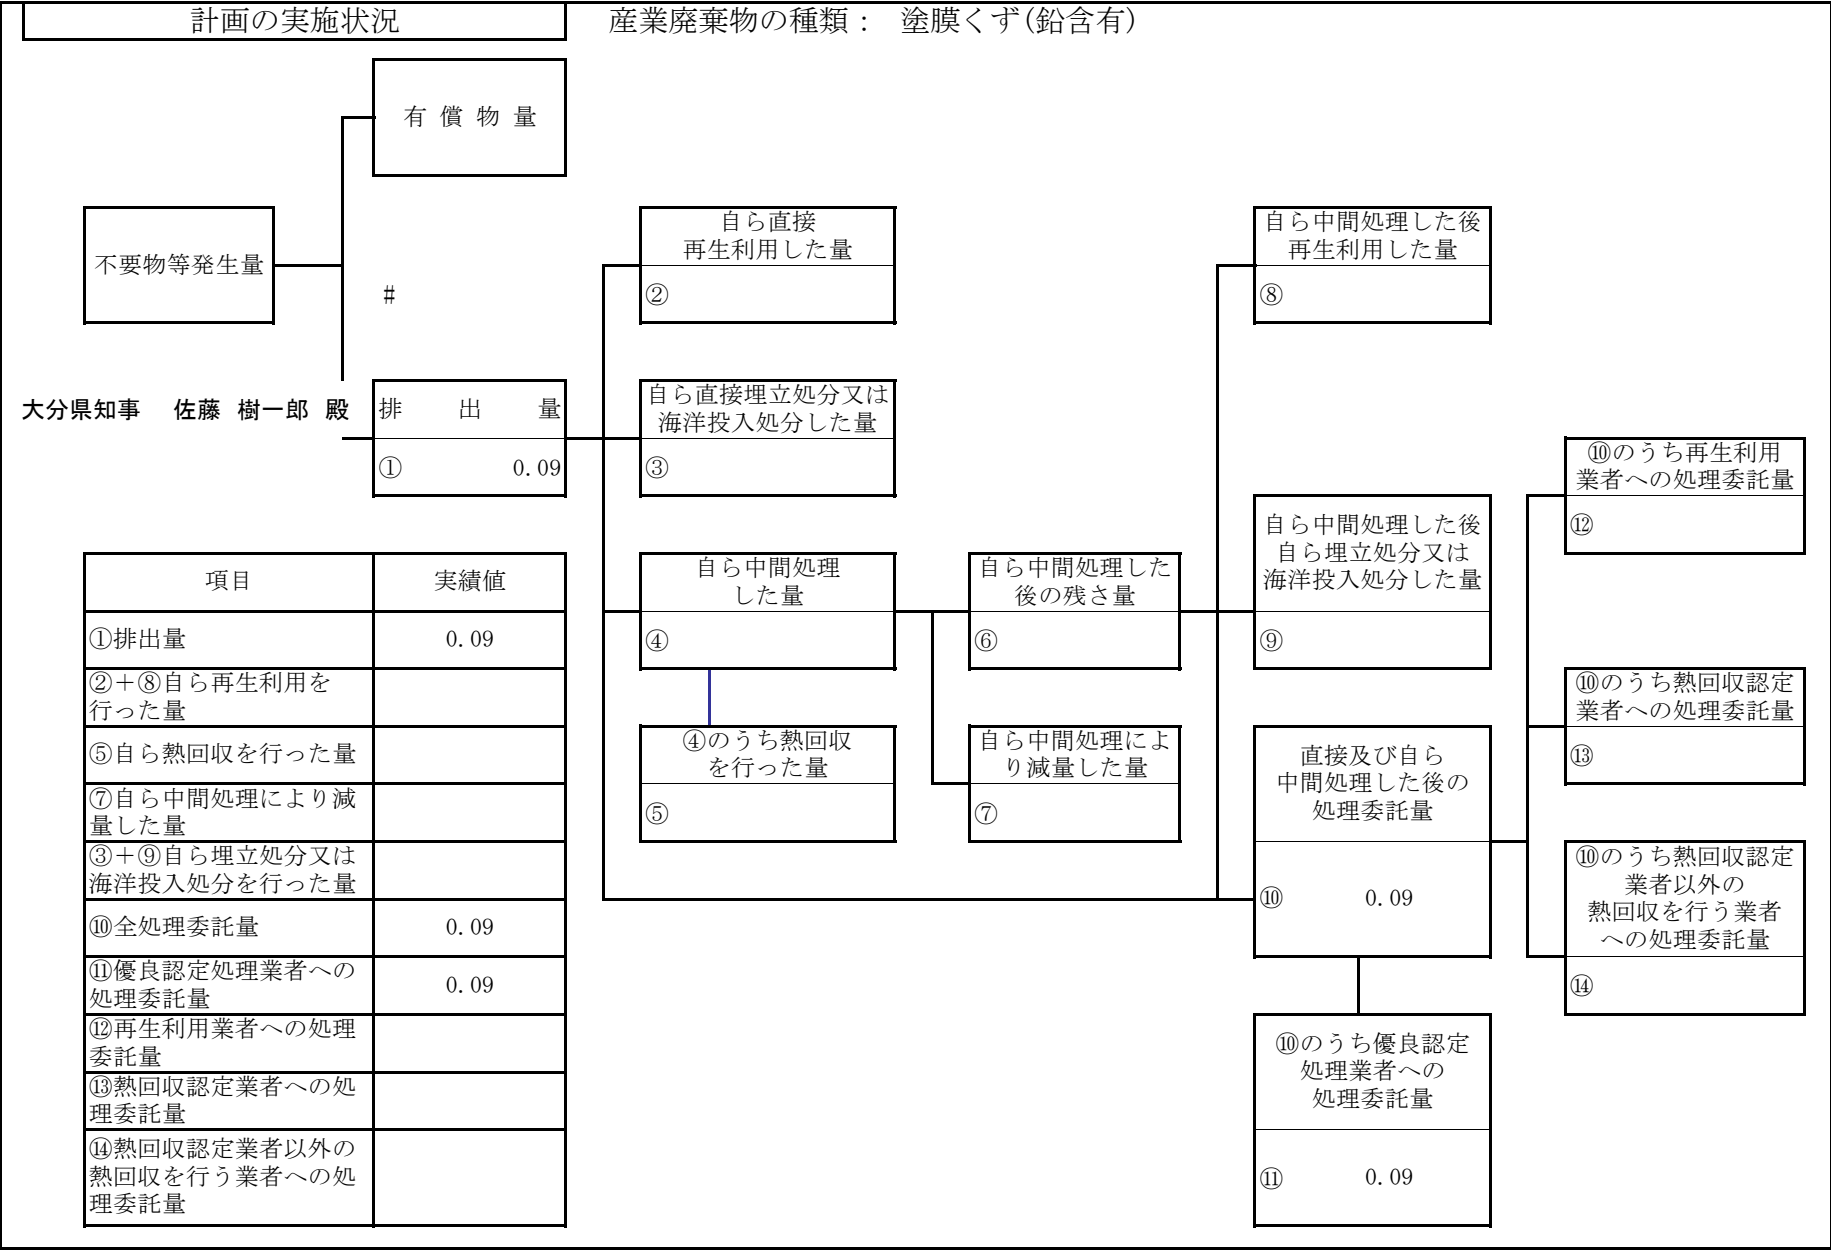 計画の実施状況
産業廃棄物の種類： 塗膜くず(鉛含有)
有 償 物 量
不要物等発生量
#
自ら直接
再生利用した量
②
自ら中間処理した後
再生利用した量
⑧
大分県知事 佐藤 樹一郎 殿
排 出 量
① 0.09
自ら直接埋立処分又は
海洋投入処分した量
③
⑩のうち再生利用
業者への処理委託量
⑫
自ら中間処理した後
自ら埋立処分又は
海洋投入処分した量
⑨
自ら中間処理
した量
④
自ら中間処理した
後の残さ量
⑥
④のうち熱回収
を行った量
⑤
自ら中間処理によ
り減量した量
⑦
⑩のうち熱回収認定
業者への処理委託量
⑬
直接及び自ら
中間処理した後の
処理委託量
⑩ 0.09
⑩のうち熱回収認定
業者以外の
熱回収を行う業者
への処理委託量
⑭
⑩のうち優良認定
処理業者への
処理委託量
⑪ 0.09
項目 実績値
①排出量 0.09
②＋⑧自ら再生利用を
行った量
⑤自ら熱回収を行った量
⑦自ら中間処理により減
量した量
③＋⑨自ら埋立処分又は
海洋投入処分を行った量
⑩全処理委託量 0.09
⑪優良認定処理業者への
処理委託量 0.09
⑫再生利用業者への処理
委託量
⑬熱回収認定業者への処
理委託量
⑭熱回収認定業者以外の
熱回収を行う業者への処
理委託量